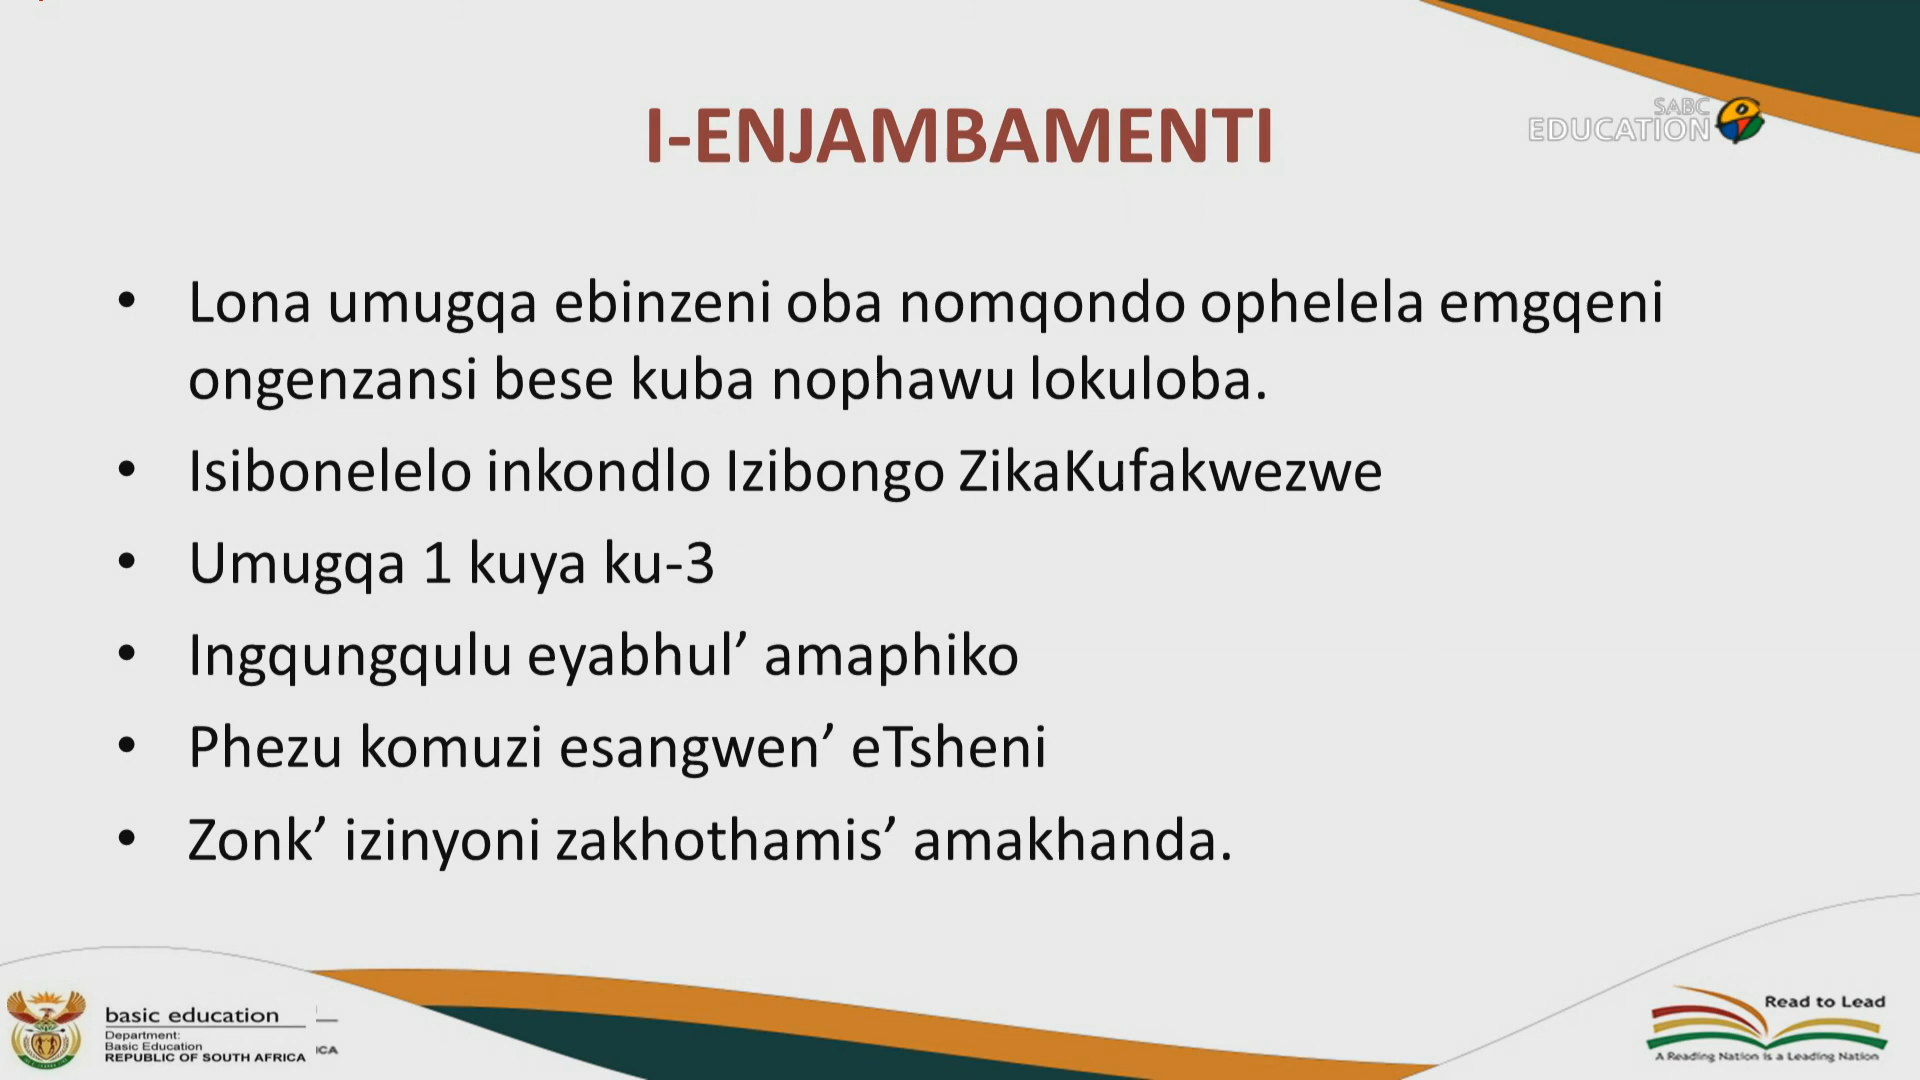 I-ENJAMBAMENTI
SABC
EDUCATION
• Lona umugqa ebinzeni oba nomqondo ophelela emgqeni
ongenzansi bese kuba nophawu lokuloba.
• Isibonelelo inkondlo Izibongo ZikaKufakwezwe
• Umugqa 1 kuya ku-3
• Ingqungqulu eyabhul’ amaphiko
• Phezu komuzi esangwen’ eTsheni
• Zonk’ izinyoni zakhothamis’ amakhanda.
basic education
Department:
Basic Education
REPUBLIC OF SOUTH AFRICA
ICA
Read to Lead
A Reading Nation is a Leading Nation